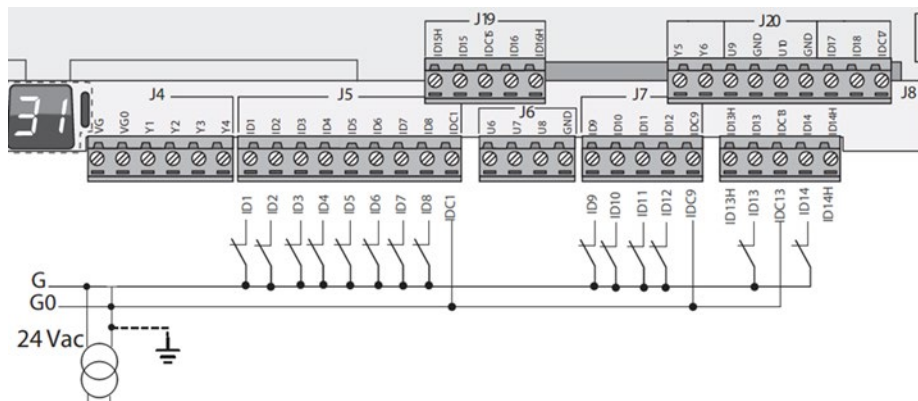 J19
J20
ID15H ID15 IDC15 ID16 ID16H
Y5 Y6 U9 GND U10 GND ID17 ID18 IDC17
31
J4
J5
J6
J7
J8
VG VG0 Y1 Y2 Y3 Y4
ID1 ID2 ID3 ID4 ID5 ID6 ID7 ID8 IDC1
U6 U7 U8 GND
ID9 ID10 ID11 ID12 IDC9
ID13H ID13 IDC13 ID14 ID14H
ID1 ID2 ID3 ID4 ID5 ID6 ID7 ID8 IDC1
ID9 ID10 ID11 ID12 IDC9
ID13H ID13 IDC13 ID14 ID14H
G
G0
24 Vac